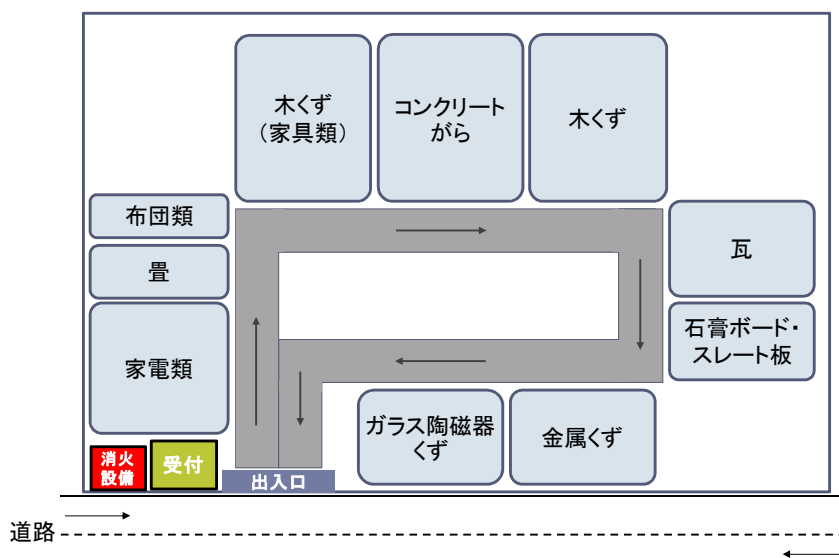 木くず
（家具類）
コンクリート
がら
木くず
布団類
畳
家電類
瓦
石膏ボード・
スレート板
ガラス陶磁器
くず
金属くず
消火
設備
受付
出入口
道路